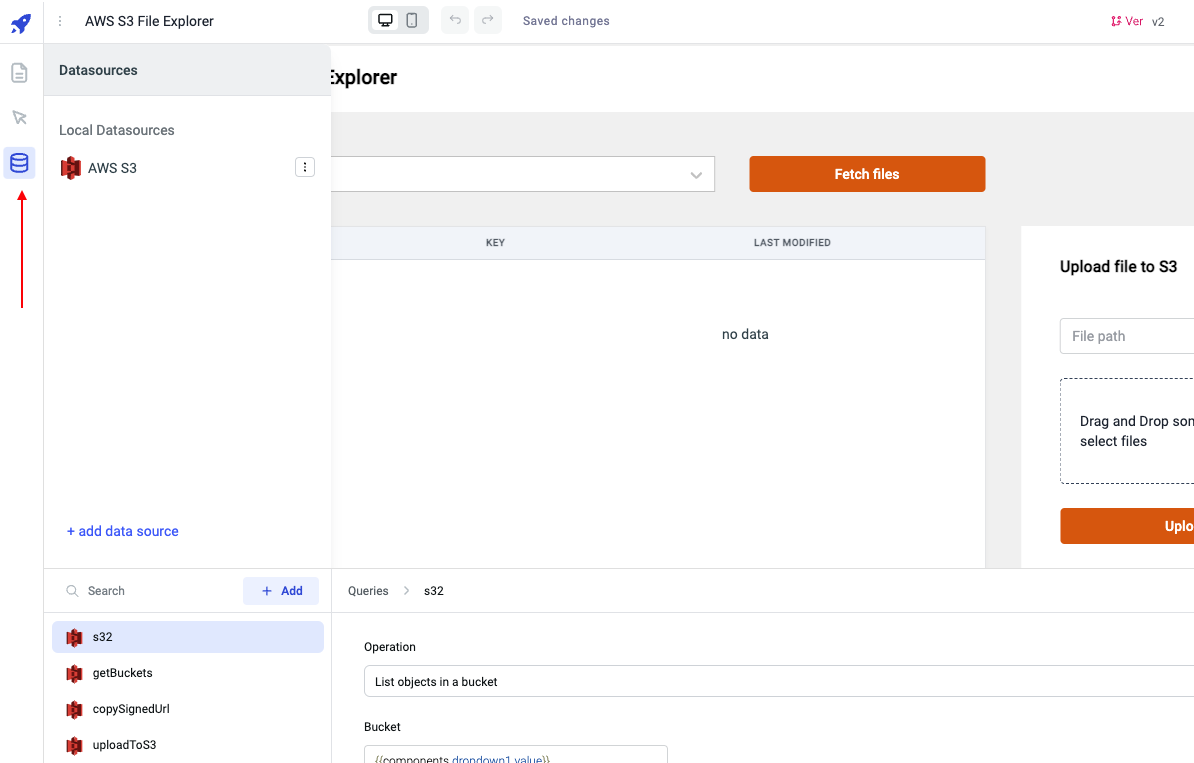 AWS S3 File Explorer
Saved changes
Ver v2
Datasources
Explorer
Local Datasources
AWS S3
Fetch files
KEY
LAST MODIFIED
no data
Upload file to S3
File path
Drag and Drop som
select files
Uplo
+ add data source
Search
+ Add
Queries > s32
s32
getBuckets
copySignedUrl
uploadToS3
Operation
List objects in a bucket
Bucket
{{components.dropdown1.value}}